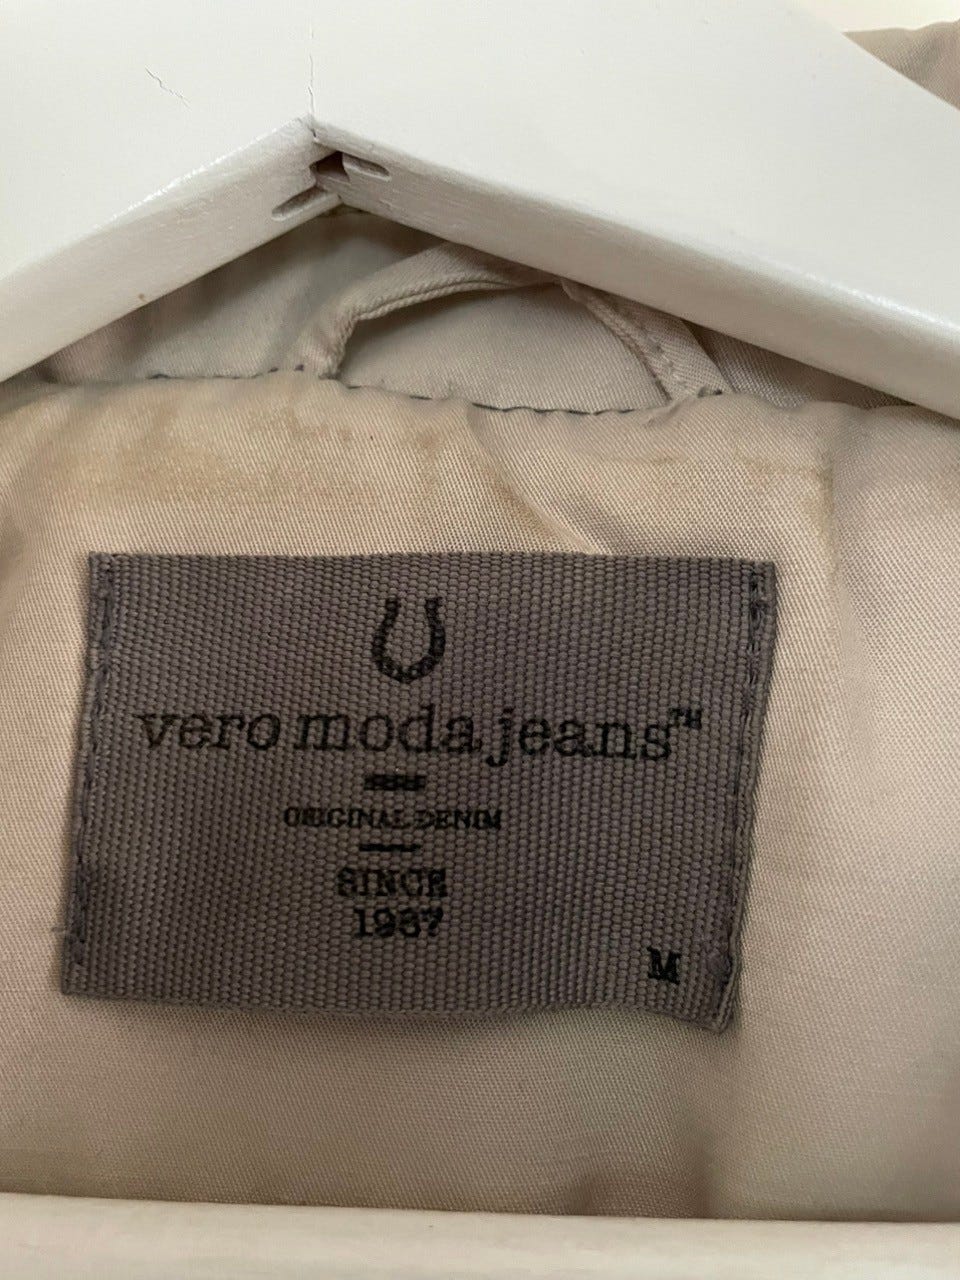 vero moda jeans™
ORIGINAL DENIM
SINCE
1987
M